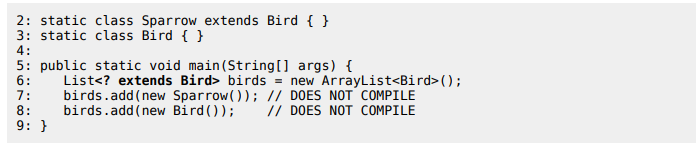 2: static class Sparrow extends Bird { }
3: static class Bird { }
4:
5: public static void main(String[] args) {
6:    List<? extends Bird> birds = new ArrayList<Bird>();
7:    birds.add(new Sparrow()); // DOES NOT COMPILE
8:    birds.add(new Bird());    // DOES NOT COMPILE
9: }